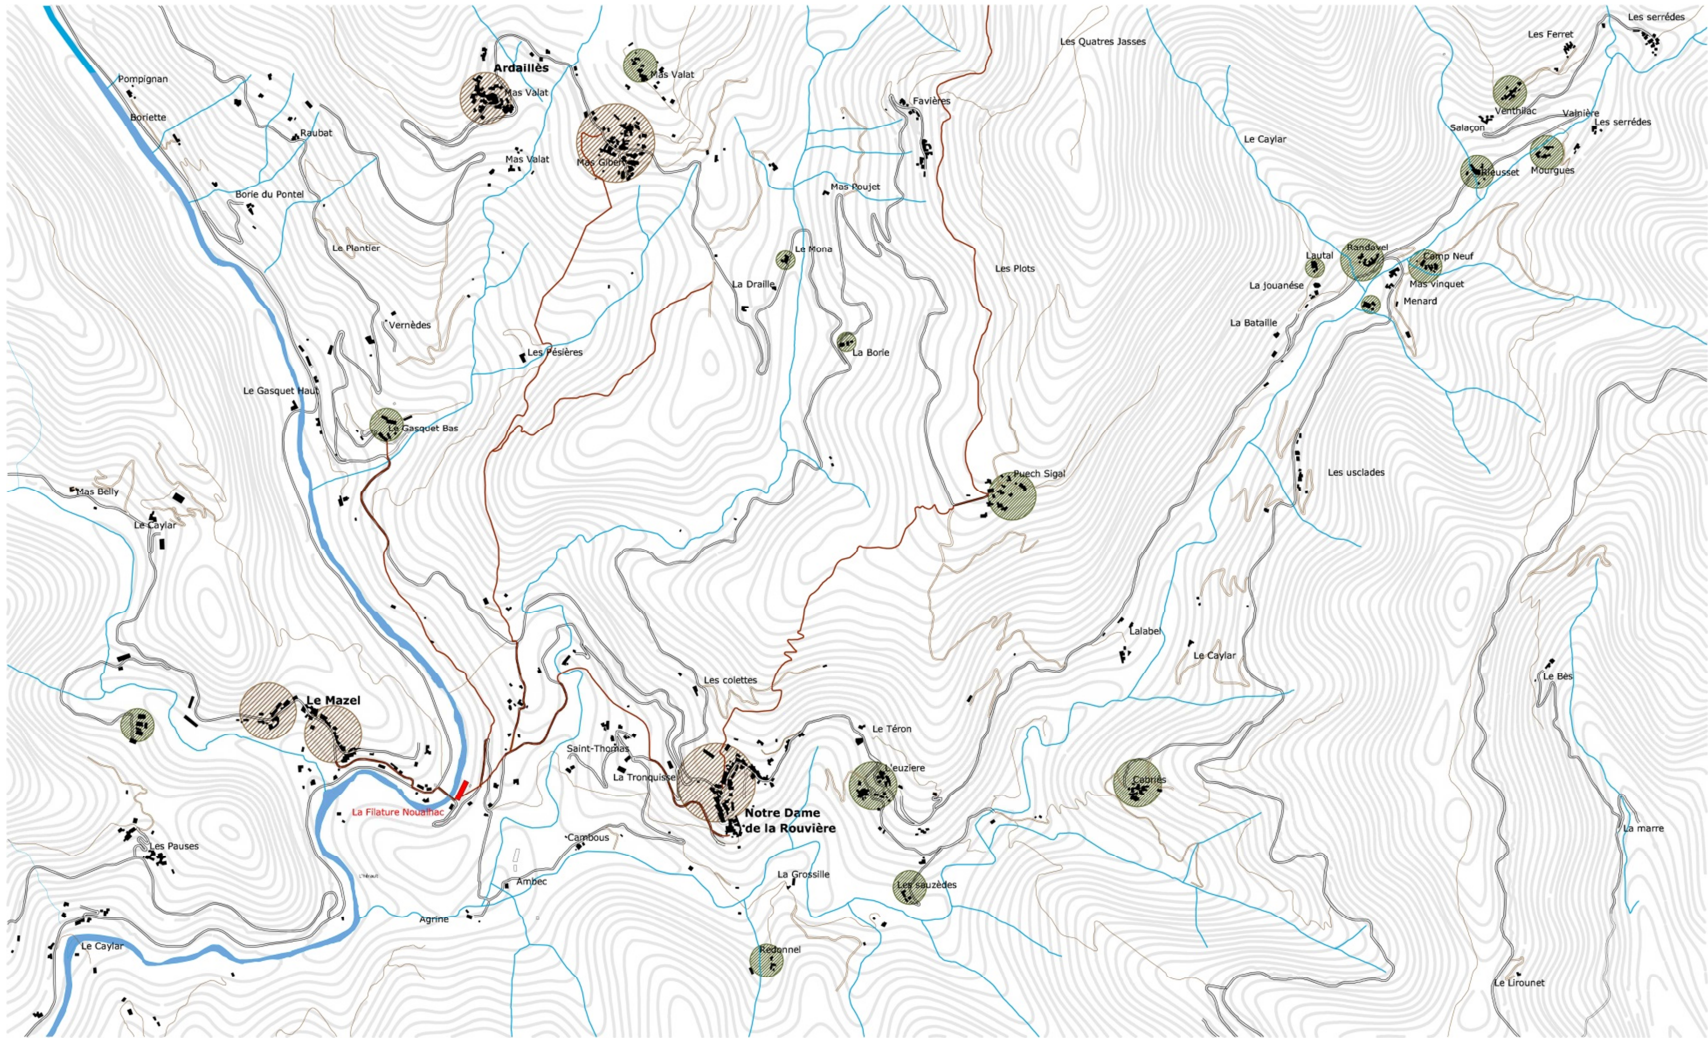 Les serrédes
Les Ferret
Les Quatres Jasses
Ardaillès
Mas Valat
Pompignan
Mas Valat
Favières
Venthilac
Valnière
Boriette
Les serrédes
Salaçon
Raubat
Le Caylar
Mas Valat
Mas Gibert
Rieusset
Mourgues
Mas Poujet
Borie du Pontel
Le Plantier
Le Mona
Randavel
Lautal
Camp Neuf
Les Plots
La Draille
La jouanése
Mas vinquet
Menard
Vernèdes
La Bataille
Les Pésières
La Borie
Le Gasquet Haut
Le Gasquet Bas
Puech Sigal
Les usclades
Mas Belly
Le Caylar
Lalabel
Le Caylar
Les colettes
Le Bès
Le Mazel
Le Téron
Saint-Thomas
L'euziere
La Tronquisse
Cabriès
La Filature Noualhac
Notre Dame
de la Rouvière
La marre
Cambous
Les Pauses
La Grossille
L'Hérault
Ambec
Les sauzèdes
Agrine
Le Caylar
Redonnel
Le Lirounet